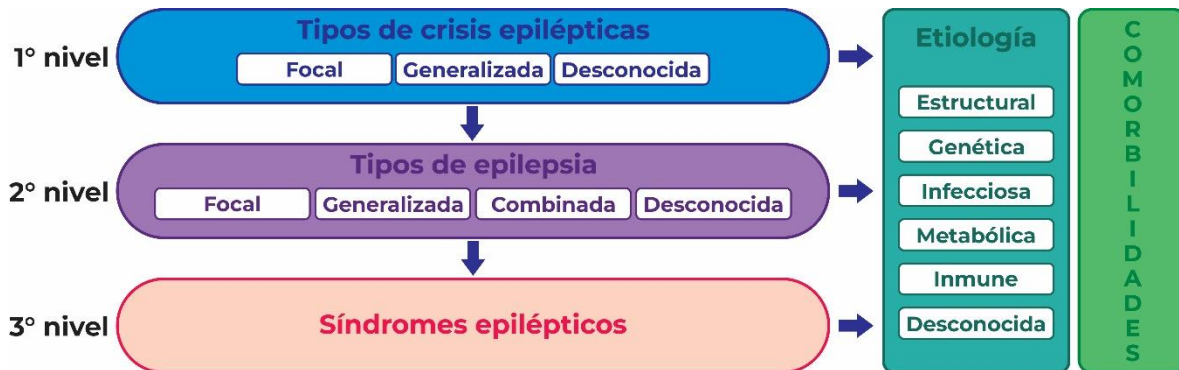 1° nivel
Tipos de crisis epilépticas
Focal
Generalizada
Desconocida
2° nivel
Tipos de epilepsia
Focal
Generalizada
Combinada
Desconocida
3° nivel
Síndromes epilépticos
Etiología
Estructural
Genética
Infecciosa
Metabólica
Inmune
Desconocida
COMORBILIDADES